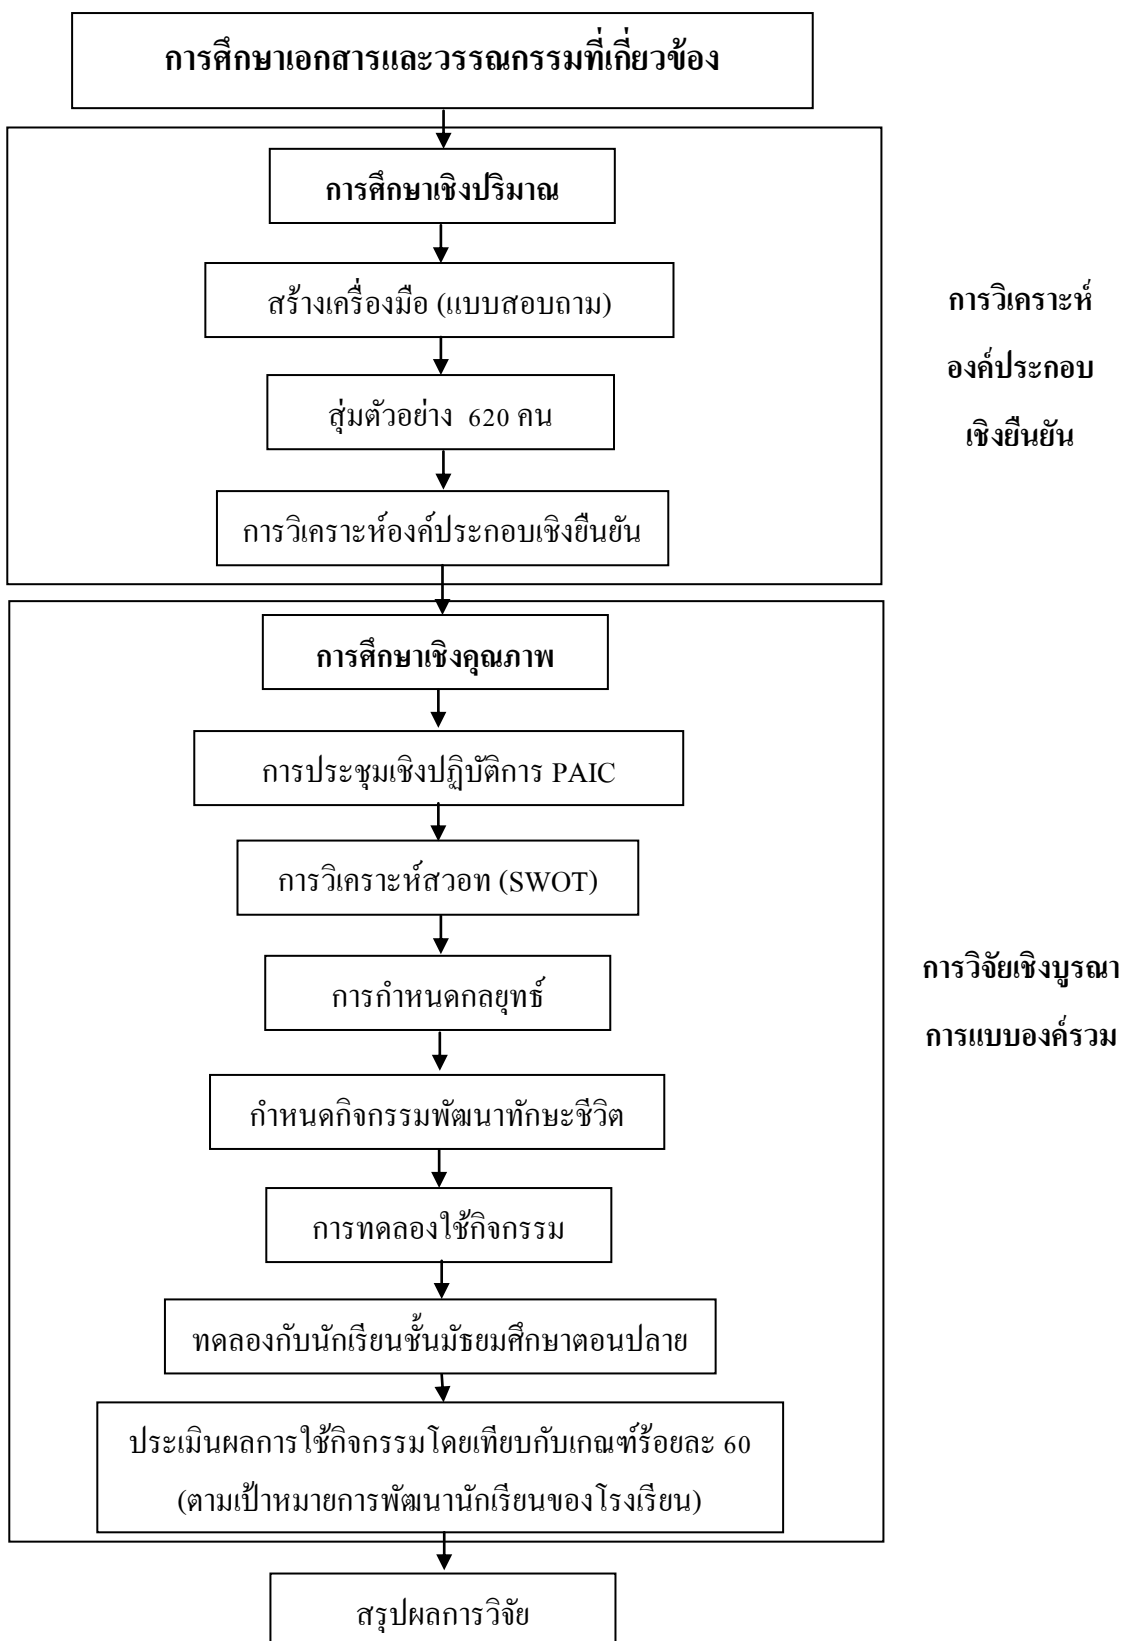 การศึกษาเอกสารและวรรณกรรมที่เกี่ยวข้อง
การศึกษาเชิงปริมาณ
สร้างเครื่องมือ (แบบสอบถาม)
สุ่มตัวอย่าง 620 คน
การวิเคราะห์องค์ประกอบเชิงยืนยัน
การวิเคราะห์
องค์ประกอบ
เชิงยืนยัน
การศึกษาเชิงคุณภาพ
การประชุมเชิงปฏิบัติการ PAIC
การวิเคราะห์สวอท (SWOT)
การกำหนดกลยุทธ์
กำหนดกิจกรรมพัฒนาทักษะชีวิต
การทดลองใช้กิจกรรม
ทดลองกับนักเรียนชั้นมัธยมศึกษาตอนปลาย
ประเมินผลการใช้กิจกรรมโดยเทียบกับเกณฑ์ร้อยละ 60
(ตามเป้าหมายการพัฒนานักเรียนของโรงเรียน)
การวิจัยเชิงบูรณา
การแบบองค์รวม
สรุปผลการวิจัย